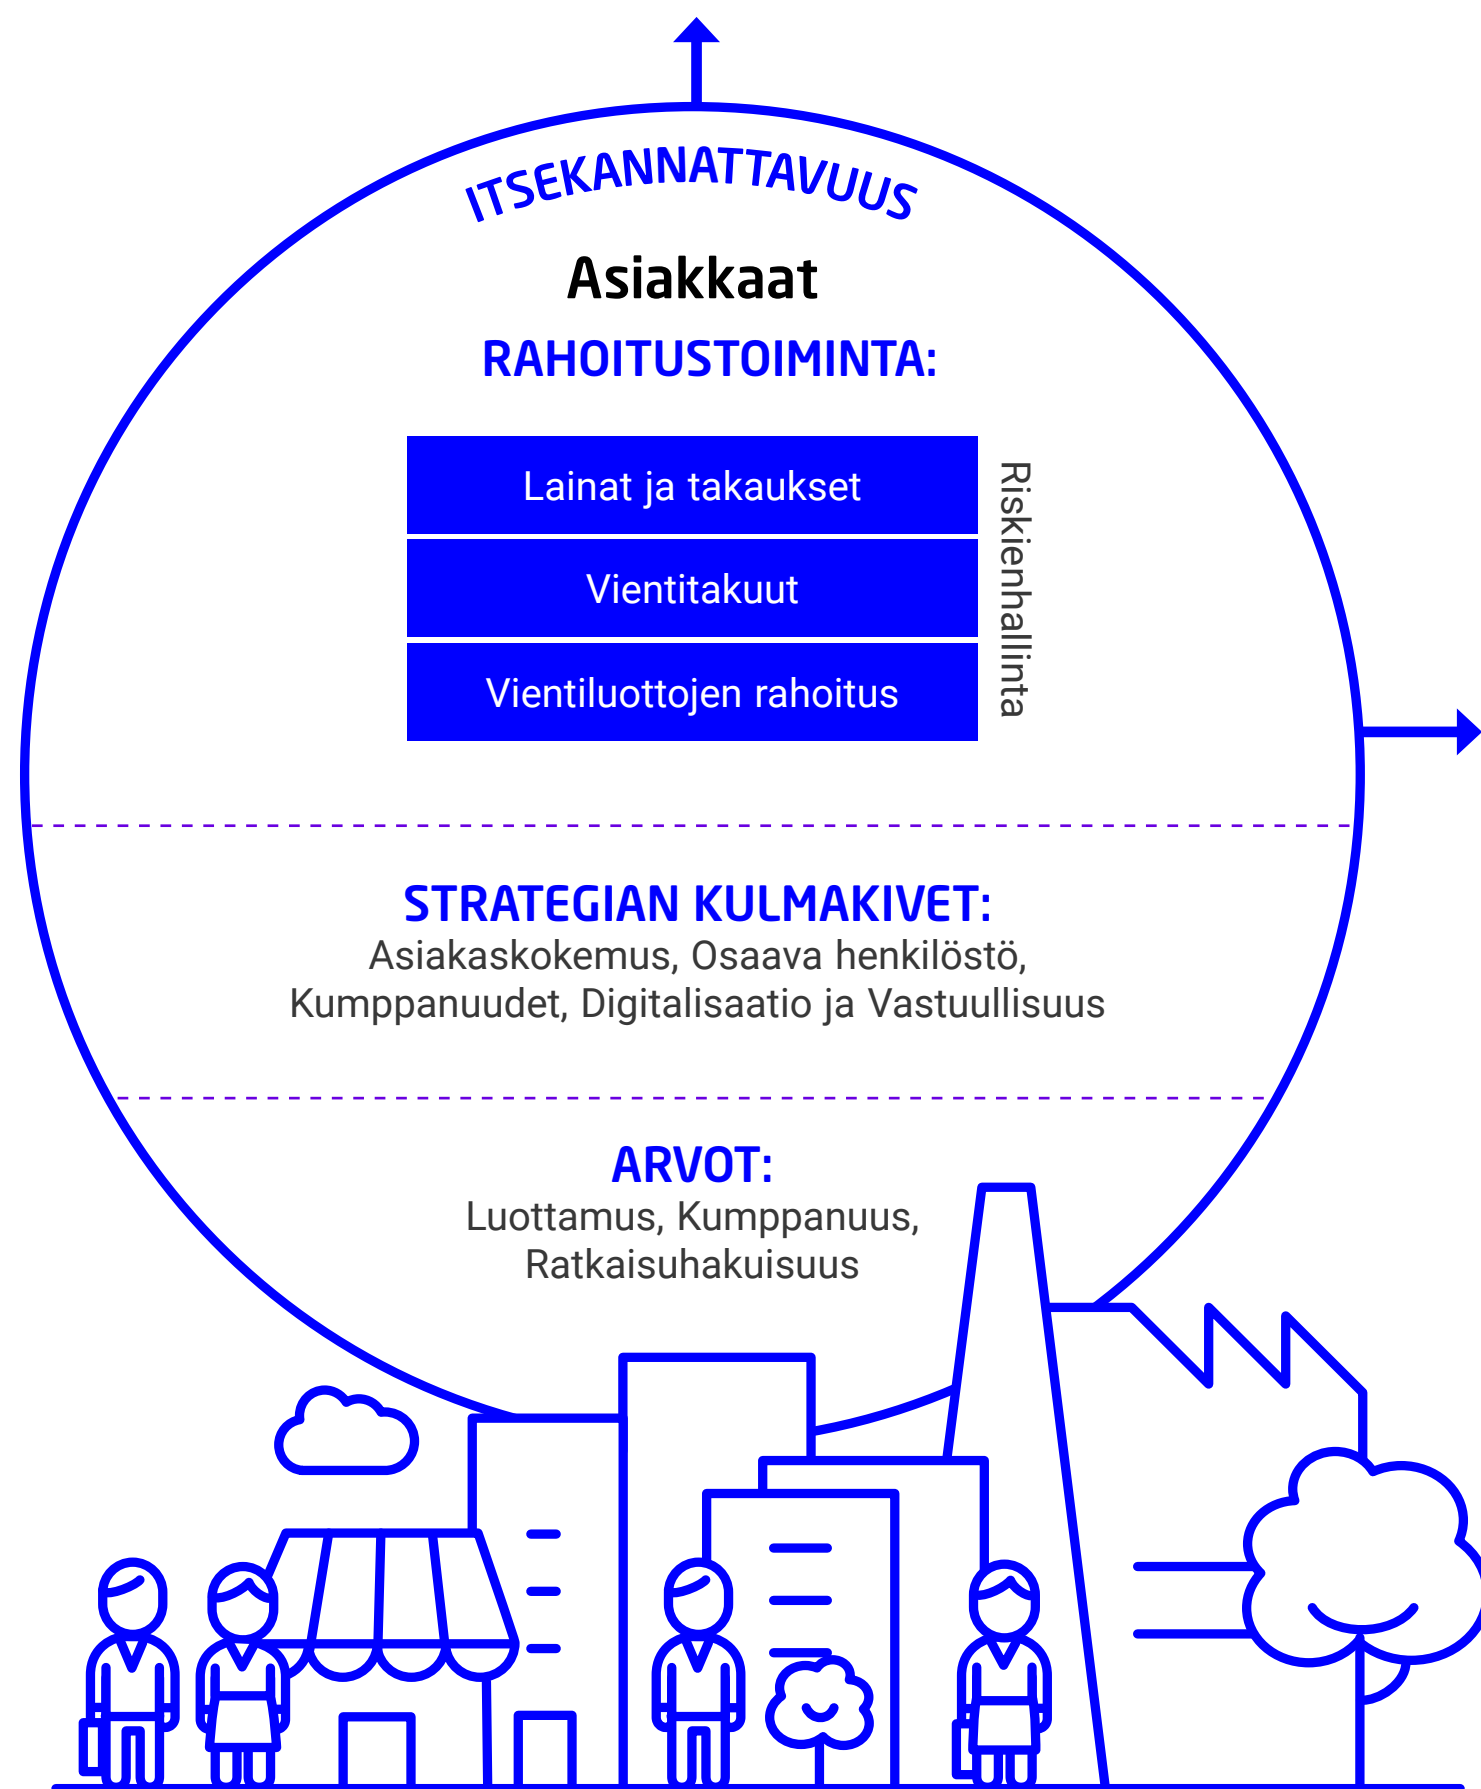 ITSEKANNATTAVUUS
Asiakkaat
RAHOITUSTOIMINTA:
Lainat ja takaukset
Vientitakuut
Vientiluottojen rahoitus
Riskienhallinta
STRATEGIAN KULMAKIVET:
Asiakaskokemus, Osaava henkilöstö,
Kumppanuudet, Digitalisaatio ja Vastuullisuus
ARVOT:
Luottamus, Kumppanuus,
Ratkaisuhakuisuus